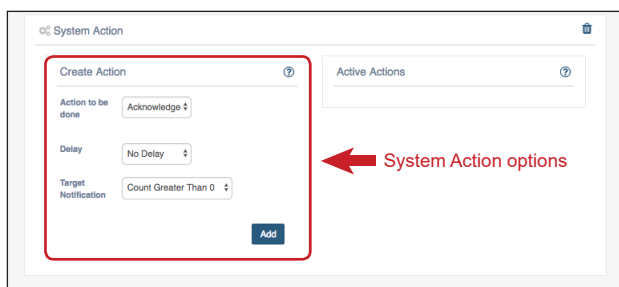 System Action
Create Action
Active Actions
Action to be
done
Acknowledge
Delay
No Delay
Target
Notification
Count Greater Than 0
Add
System Action options